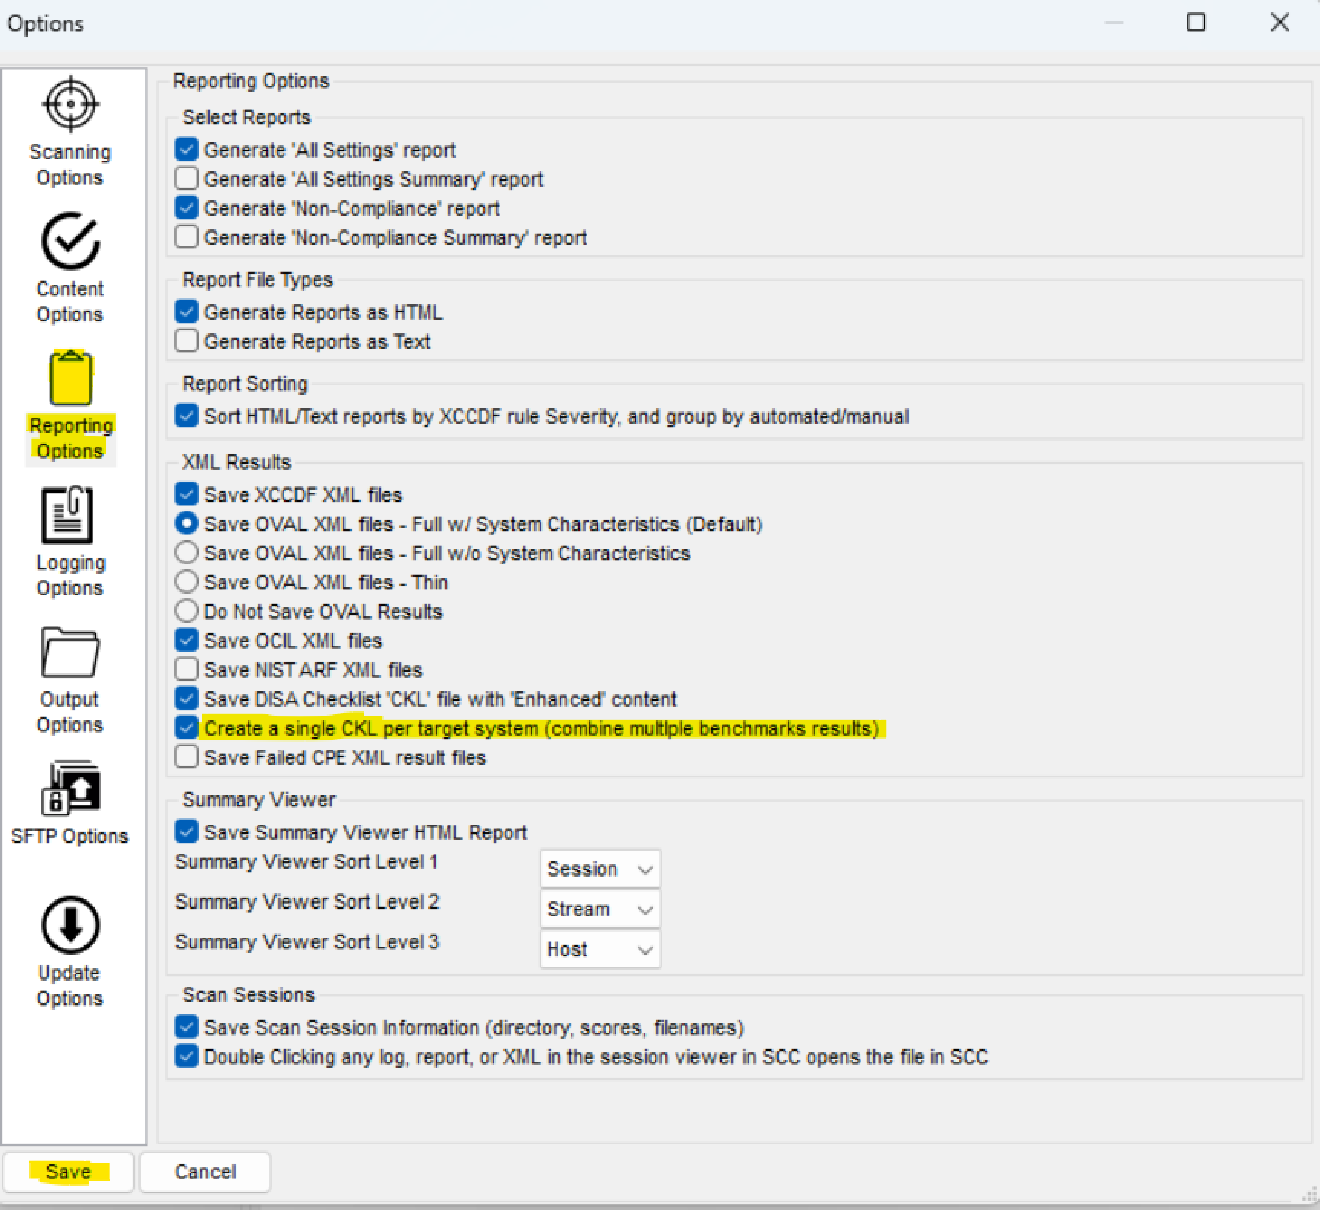 Options
Scanning
Options
Content
Options
Reporting
Options
Logging
Options
Output
Options
SFTP Options
Update
Options
Reporting Options
Select Reports
Generate 'All Settings' report
Generate 'All Settings Summary' report
Generate 'Non-Compliance' report
Generate 'Non-Compliance Summary' report
Report File Types
Generate Reports as HTML
Generate Reports as Text
Report Sorting
Sort HTML/Text reports by XCCDF rule Severity, and group by automated/manual
XML Results
Save XCCDF XML files
Save OVAL XML files - Full w/ System Characteristics (Default)
Save OVAL XML files - Full w/o System Characteristics
Save OVAL XML files - Thin
Do Not Save OVAL Results
Save OCIL XML files
Save NIST ARF XML files
Save DISA Checklist 'CKL' file with 'Enhanced' content
Create a single CKL per target system (combine multiple benchmarks results)
Save Failed CPE XML result files
Summary Viewer
Save Summary Viewer HTML Report
Summary Viewer Sort Level 1 Session
Summary Viewer Sort Level 2 Stream
Summary Viewer Sort Level 3 Host
Scan Sessions
Save Scan Session Information (directory, scores, filenames)
Double Clicking any log, report, or XML in the session viewer in SCC opens the file in SCC
Save Cancel